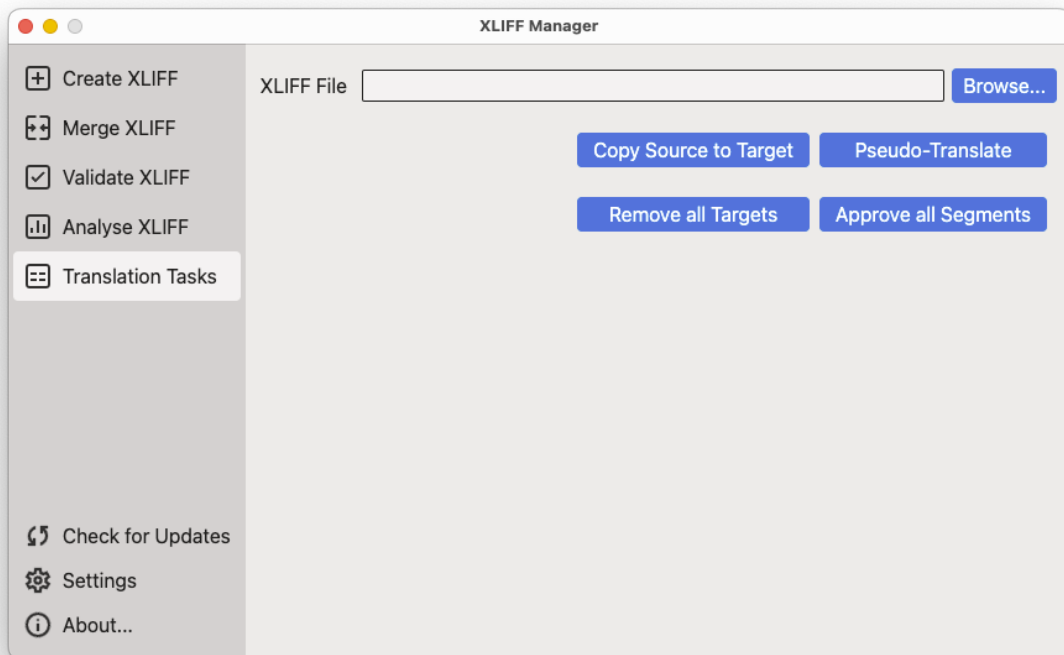 XLIFF Manager
Create XLIFF
Merge XLIFF
Validate XLIFF
Analyse XLIFF
Translation Tasks
Check for Updates
Settings
About...
XLIFF File
Browse...
Copy Source to Target
Pseudo-Translate
Remove all Targets
Approve all Segments